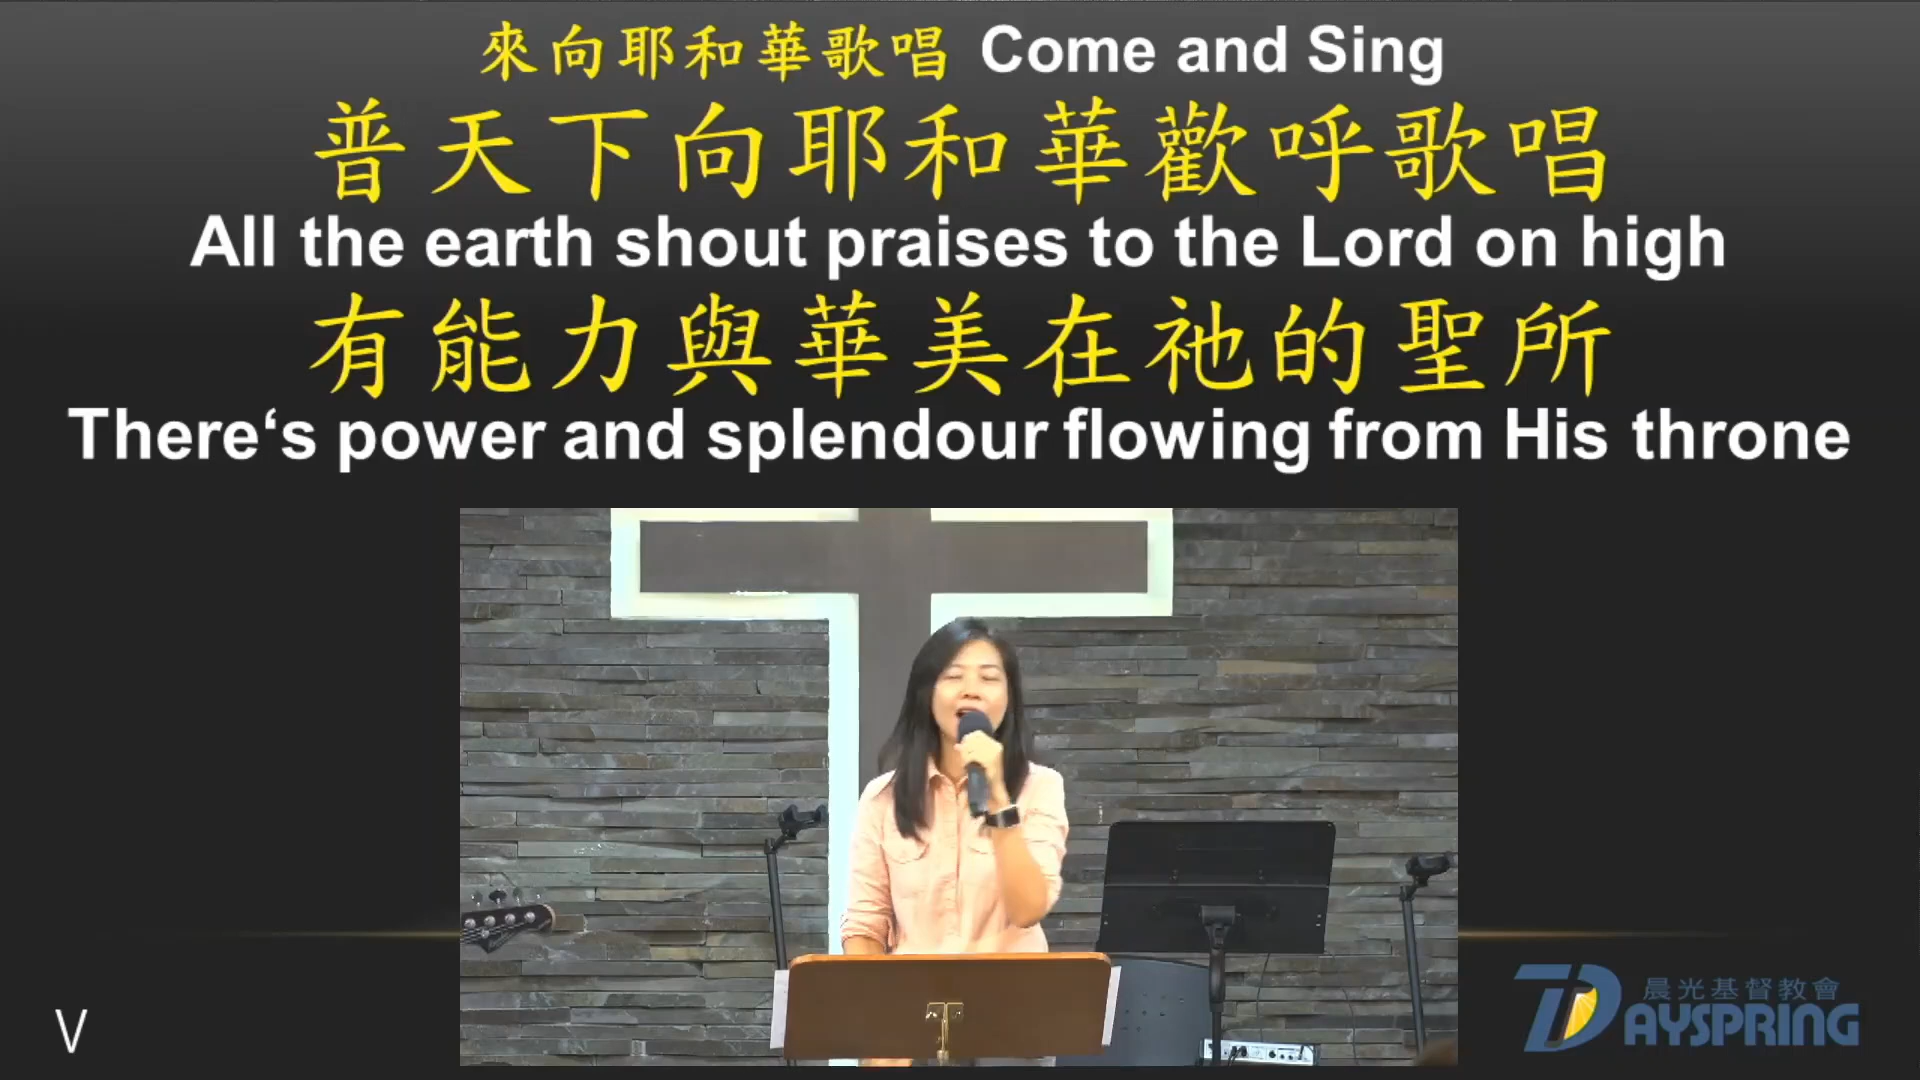 來向耶和華歌唱 Come and Sing
普天下向耶和華歡呼歌唱
All the earth shout praises to the Lord on high
有能力與華美在祂的聖所
There‘s power and splendour flowing from His throne
V
晨光基督教會
DAYSPRING